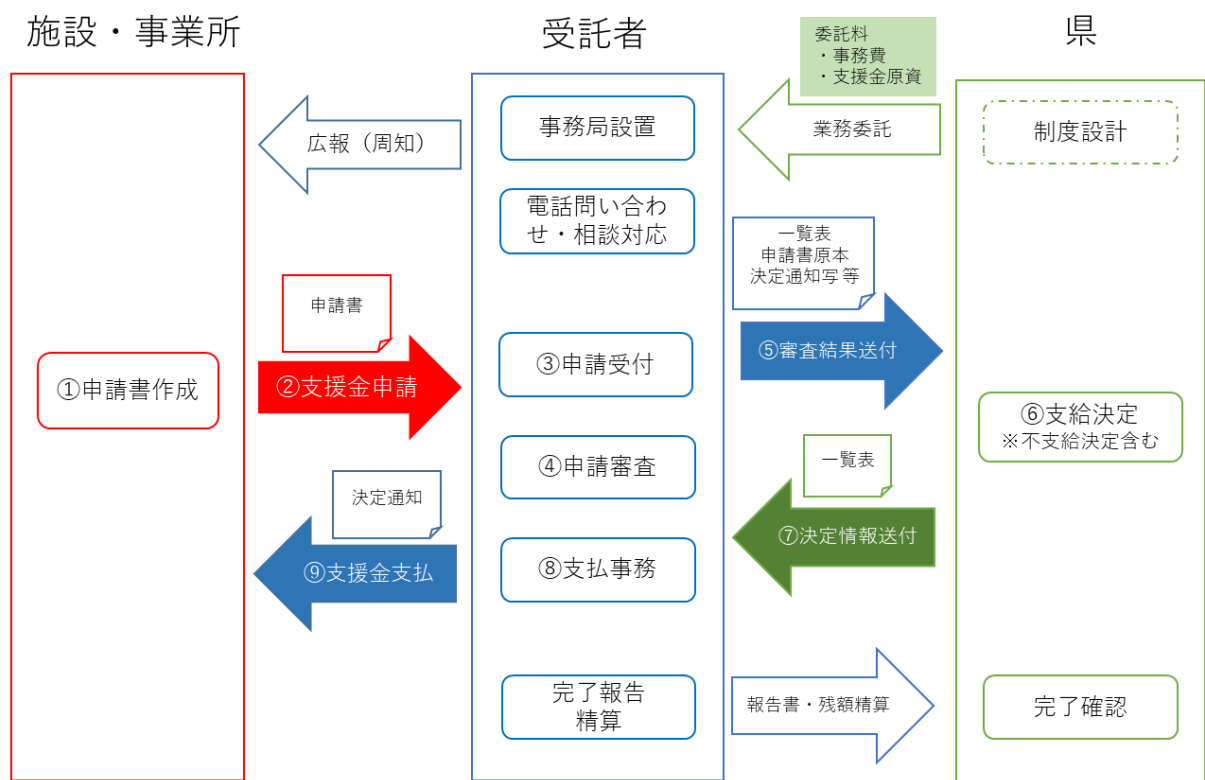 施設・事業所
受託者
県
委託料
・事務費
・支援金原資
広報（周知）
事務局設置
業務委託
制度設計
電話問い合わ
せ・相談対応
一覧表
申請書原本
決定通知写 等
申請書
①申請書作成
②支援金申請
③申請受付
⑤審査結果送付
⑥支給決定
※不支給決定含む
④申請審査
一覧表
決定通知
⑦決定情報送付
⑧支払事務
⑨支援金支払
完了報告
精算
報告書・残額精算
完了確認